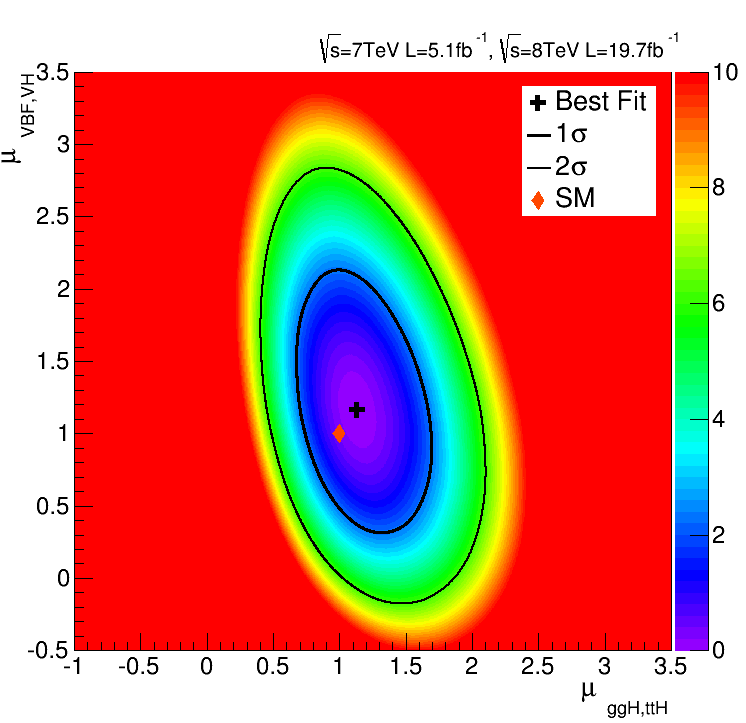 √s=7TeV L=5.1fb⁻¹, √s=8TeV L=19.7fb⁻¹
μ VBF,VH
3.5
3
2.5
2
1.5
1
0.5
0
-0.5
Best Fit
1σ
2σ
SM
10
8
6
4
2
0
-1 -0.5 0 0.5 1 1.5 2 2.5 3 3.5
μ ggH,ttH